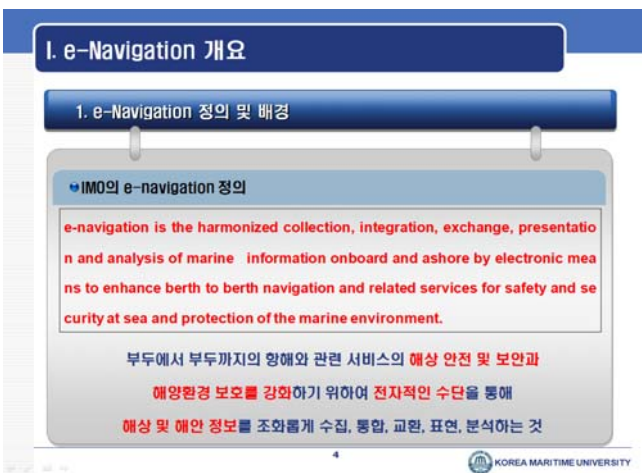 I. e-Navigation 개요
1. e-Navigation 정의 및 배경
IMO의 e-navigation 정의
e-navigation is the harmonized collection, integration, exchange, presentatio
n and analysis of marine information onboard and ashore by electronic mea
ns to enhance berth to berth navigation and related services for safety and se
curity at sea and protection of the marine environment.
부두에서 부두까지의 항해와 관련 서비스의 해상 안전 및 보안과
해양환경 보호를 강화하기 위하여 전자적인 수단을 통해
해상 및 해안 정보를 조화롭게 수집, 통합, 교환, 표현, 분석하는 것
4
KOREA MARITIME UNIVERSITY